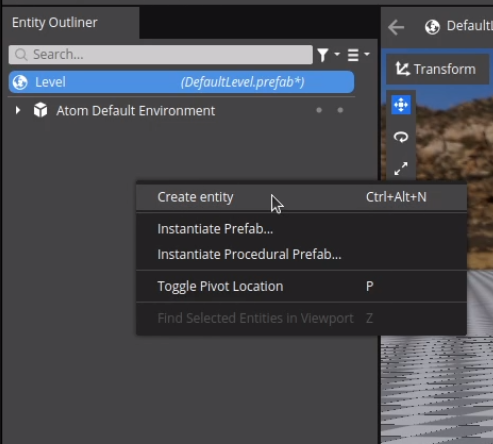 Entity Outliner
Search...
Level (DefaultLevel.prefab*)
Atom Default Environment
DefaultL
Transform
Create entity Ctrl+Alt+N
Instantiate Prefab...
Instantiate Procedural Prefab...
Toggle Pivot Location P
Find Selected Entities in Viewport Z